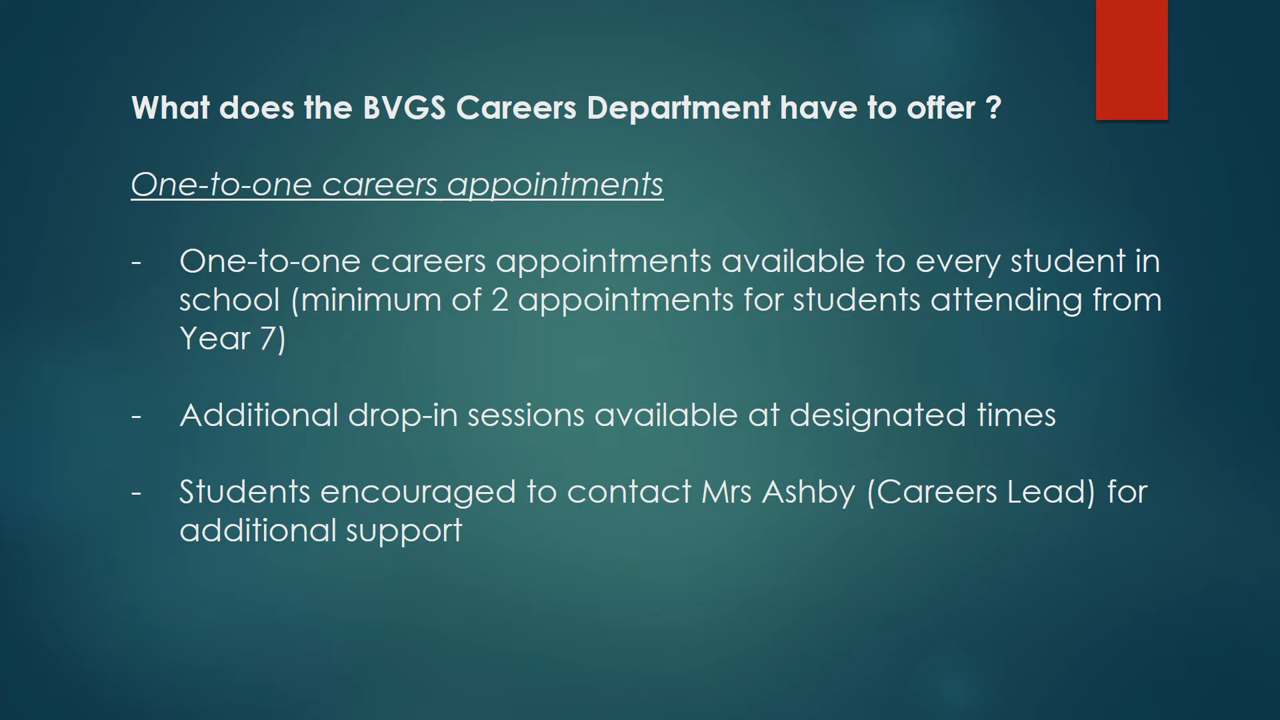 What does the BVGS Careers Department have to offer ?
One-to-one careers appointments
- One-to-one careers appointments available to every student in
school (minimum of 2 appointments for students attending from
Year 7)
- Additional drop-in sessions available at designated times
- Students encouraged to contact Mrs Ashby (Careers Lead) for
additional support